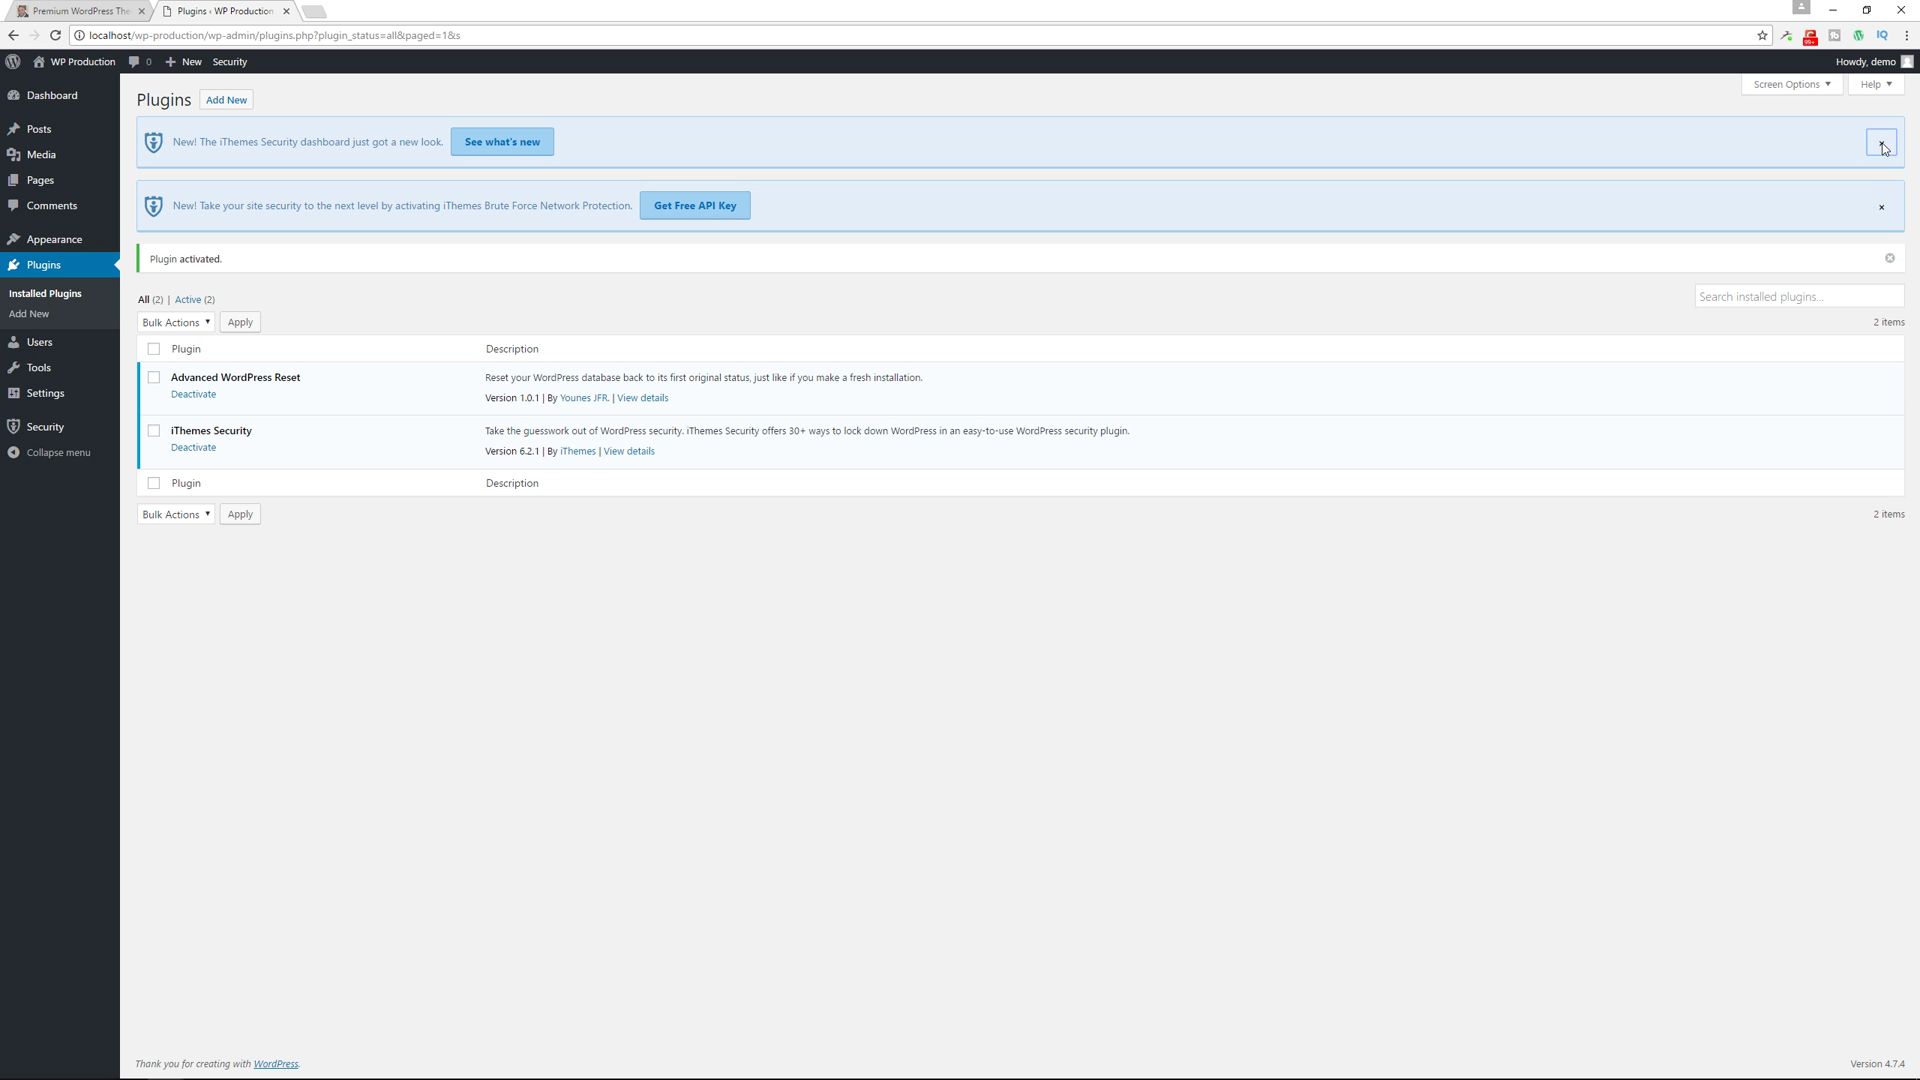 Premium WordPress The
Plugins ‹ WP Production
localhost/wp-production/wp-admin/plugins.php?plugin_status=all&paged=1&s
99+
IQ
WP Production 0 New Security
Howdy, demo
Dashboard
Posts
Media
Pages
Comments
Appearance
Plugins
Installed Plugins
Add New
Users
Tools
Settings
Security
Collapse menu
Screen Options ▼ Help ▼
Plugins Add New
New! The iThemes Security dashboard just got a new look. See what's new
New! Take your site security to the next level by activating iThemes Brute Force Network Protection. Get Free API Key ×
Plugin activated.
All (2) | Active (2)
Search installed plugins...
Bulk Actions ▼ Apply
2 items
Plugin Description
Advanced WordPress Reset
Deactivate
Reset your WordPress database back to its first original status, just like if you make a fresh installation.
Version 1.0.1 | By Younes JFR. | View details
iThemes Security
Deactivate
Take the guesswork out of WordPress security. iThemes Security offers 30+ ways to lock down WordPress in an easy-to-use WordPress security plugin.
Version 6.2.1 | By iThemes | View details
Plugin Description
Bulk Actions ▼ Apply
2 items
Thank you for creating with WordPress.
Version 4.7.4